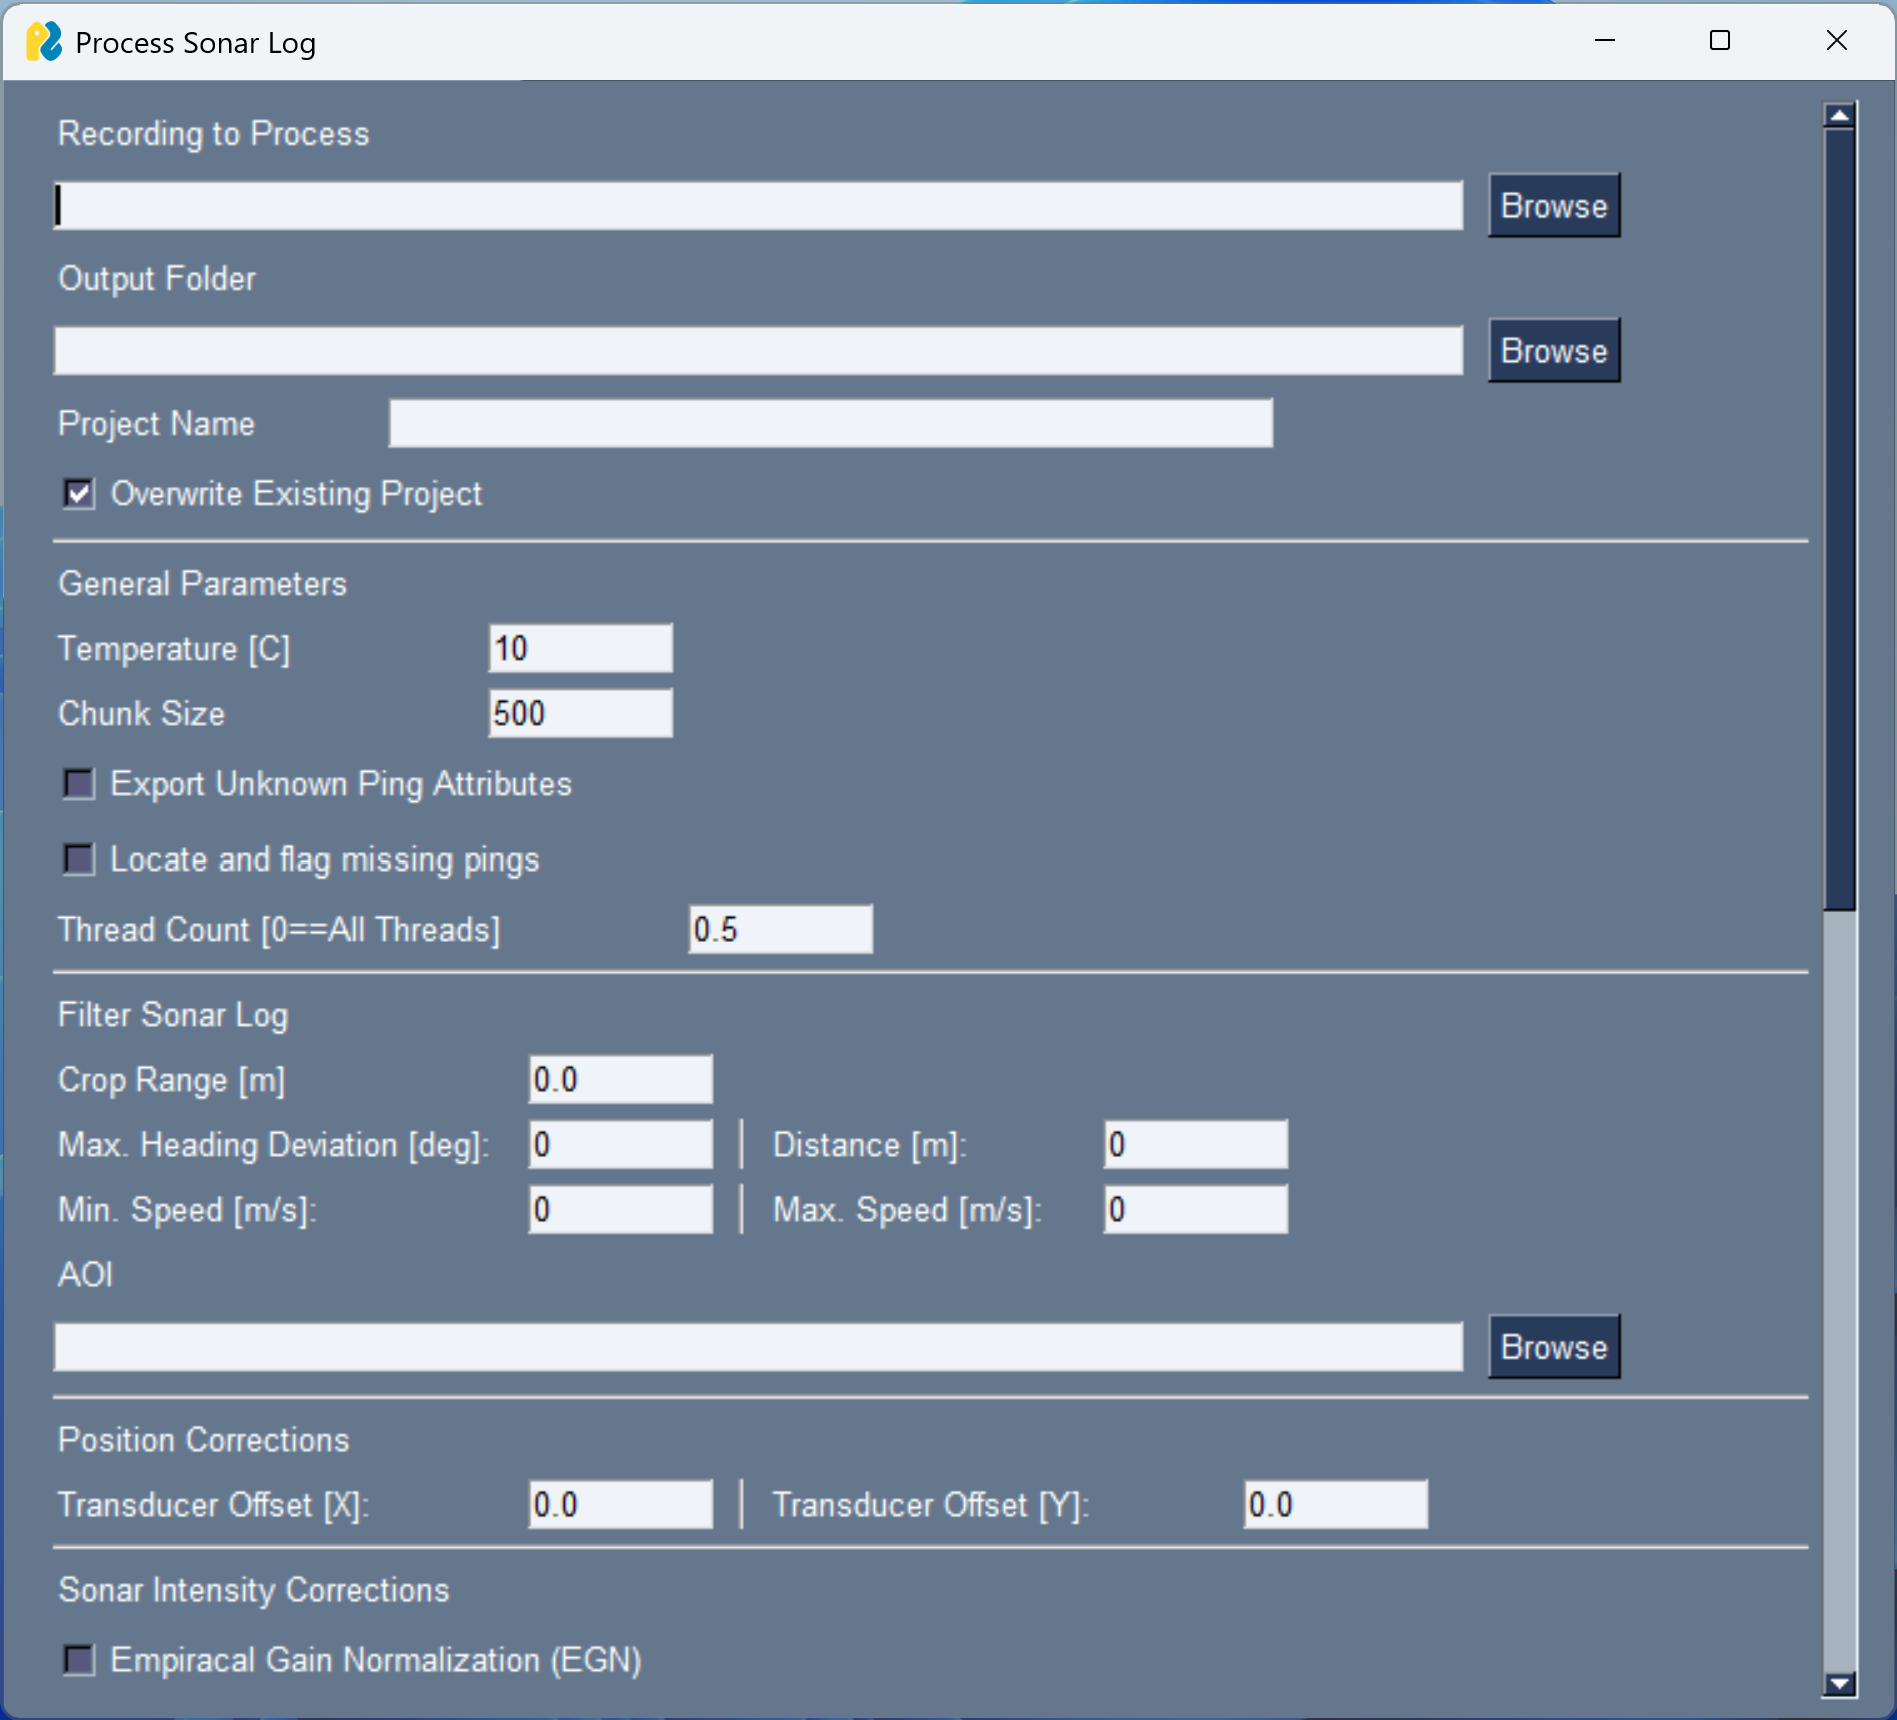 Process Sonar Log
Recording to Process
Browse
Output Folder
Browse
Project Name
Overwrite Existing Project
General Parameters
Temperature [C] 10
Chunk Size 500
Export Unknown Ping Attributes
Locate and flag missing pings
Thread Count [0==All Threads] 0.5
Filter Sonar Log
Crop Range [m] 0.0
Max. Heading Deviation [deg]: 0 Distance [m]: 0
Min. Speed [m/s]: 0 Max. Speed [m/s]: 0
AOI
Browse
Position Corrections
Transducer Offset [X]: 0.0 Transducer Offset [Y]: 0.0
Sonar Intensity Corrections
Empiracal Gain Normalization (EGN)